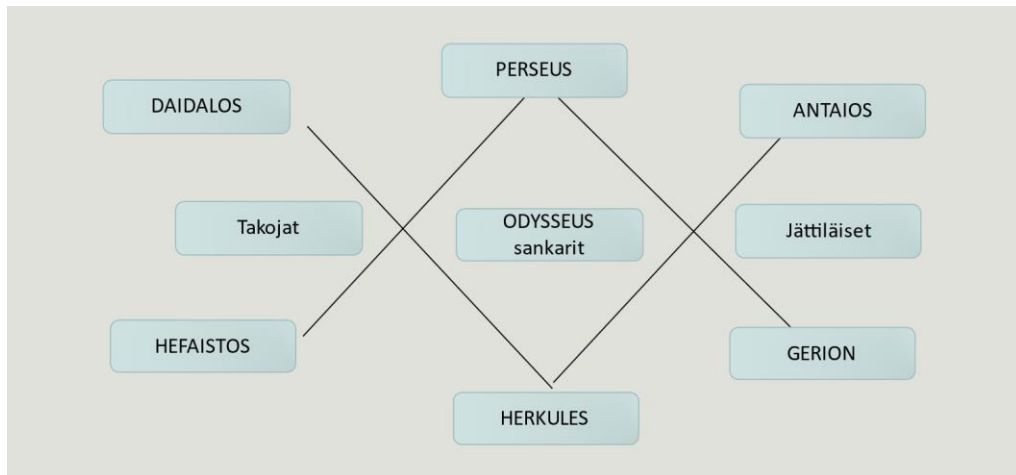 PERSEUS
DAIDALOS
ANTAIOS
Takojat
ODYSSEUS
sankarit
Jättiläiset
HEFAISTOS
GERION
HERKULES